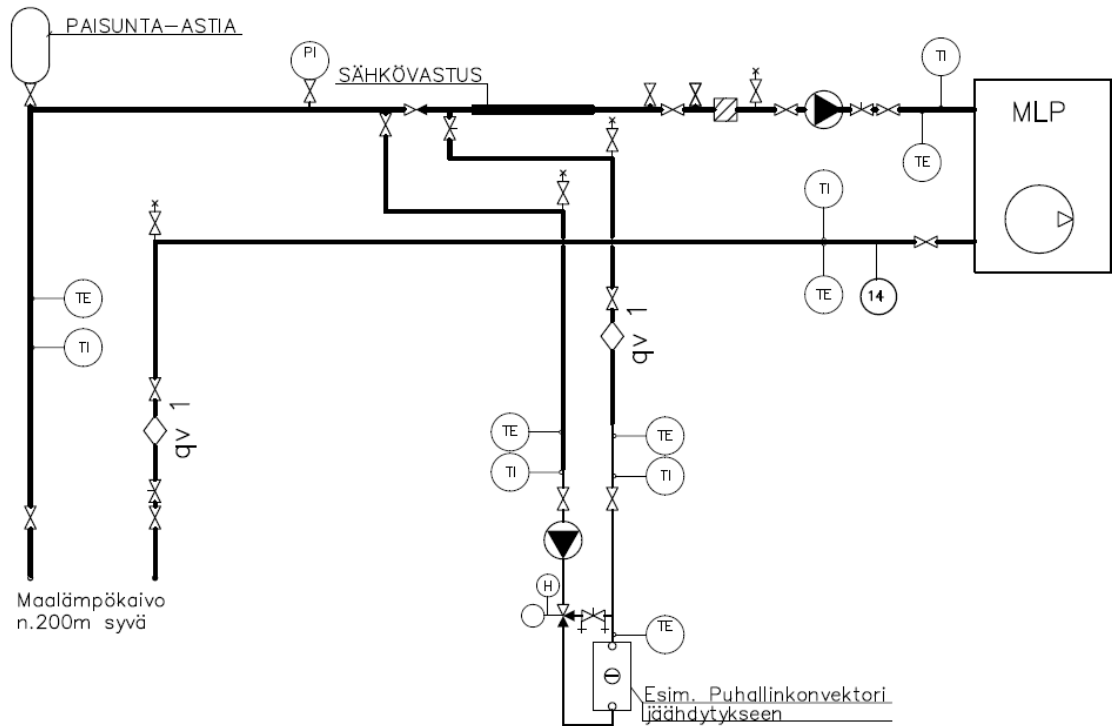 PAISUNTA-ASTIA
PI
SÄHKÖVASTUS
TI
MLP
TE
TI
TE
14
TE
TI
qv 1
qv 1
TE
TI
TE
TI
H
TE
Maalämpökaivo
n.200m syvä
Esim. Puhallinkonvektori
jäähdytykseen